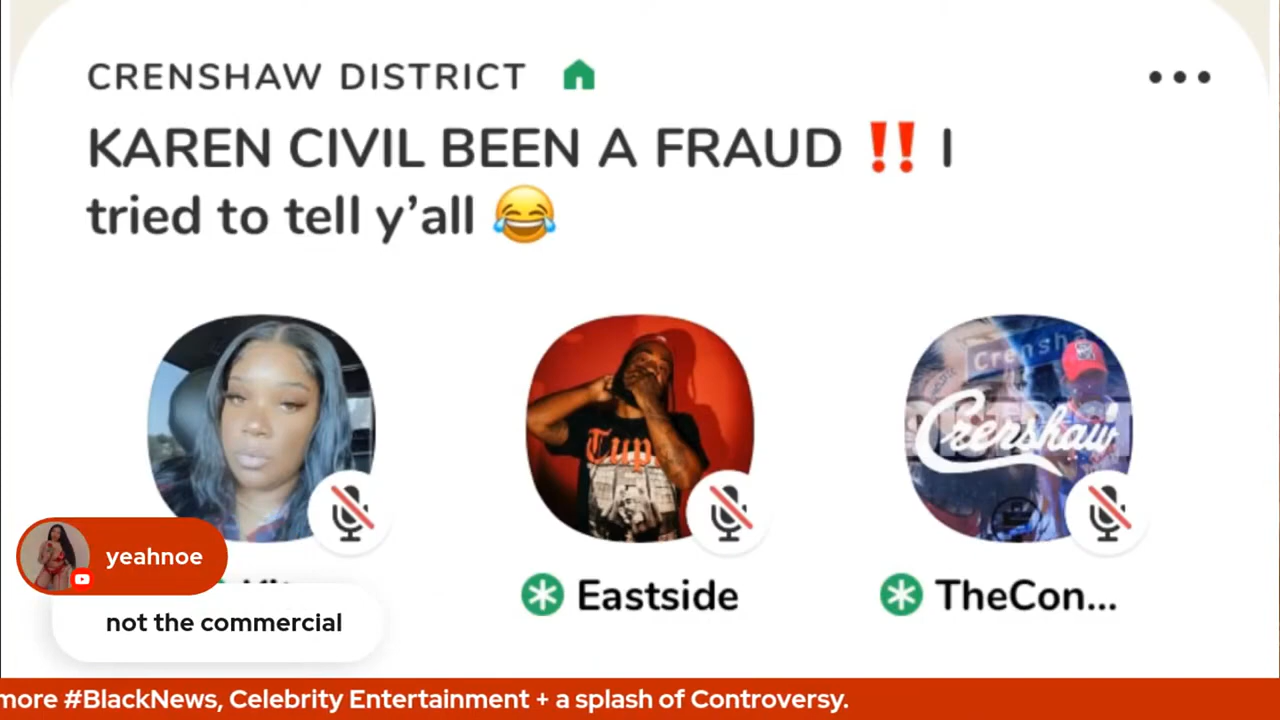 CRENSHAW DISTRICT
KAREN CIVIL BEEN A FRAUD ‼️ I
tried to tell y’all 😂
Crenshaw
Crenshaw
yeahnoe
Eastside
TheCon...
not the commercial
more #BlackNews, Celebrity Entertainment + a splash of Controversy.